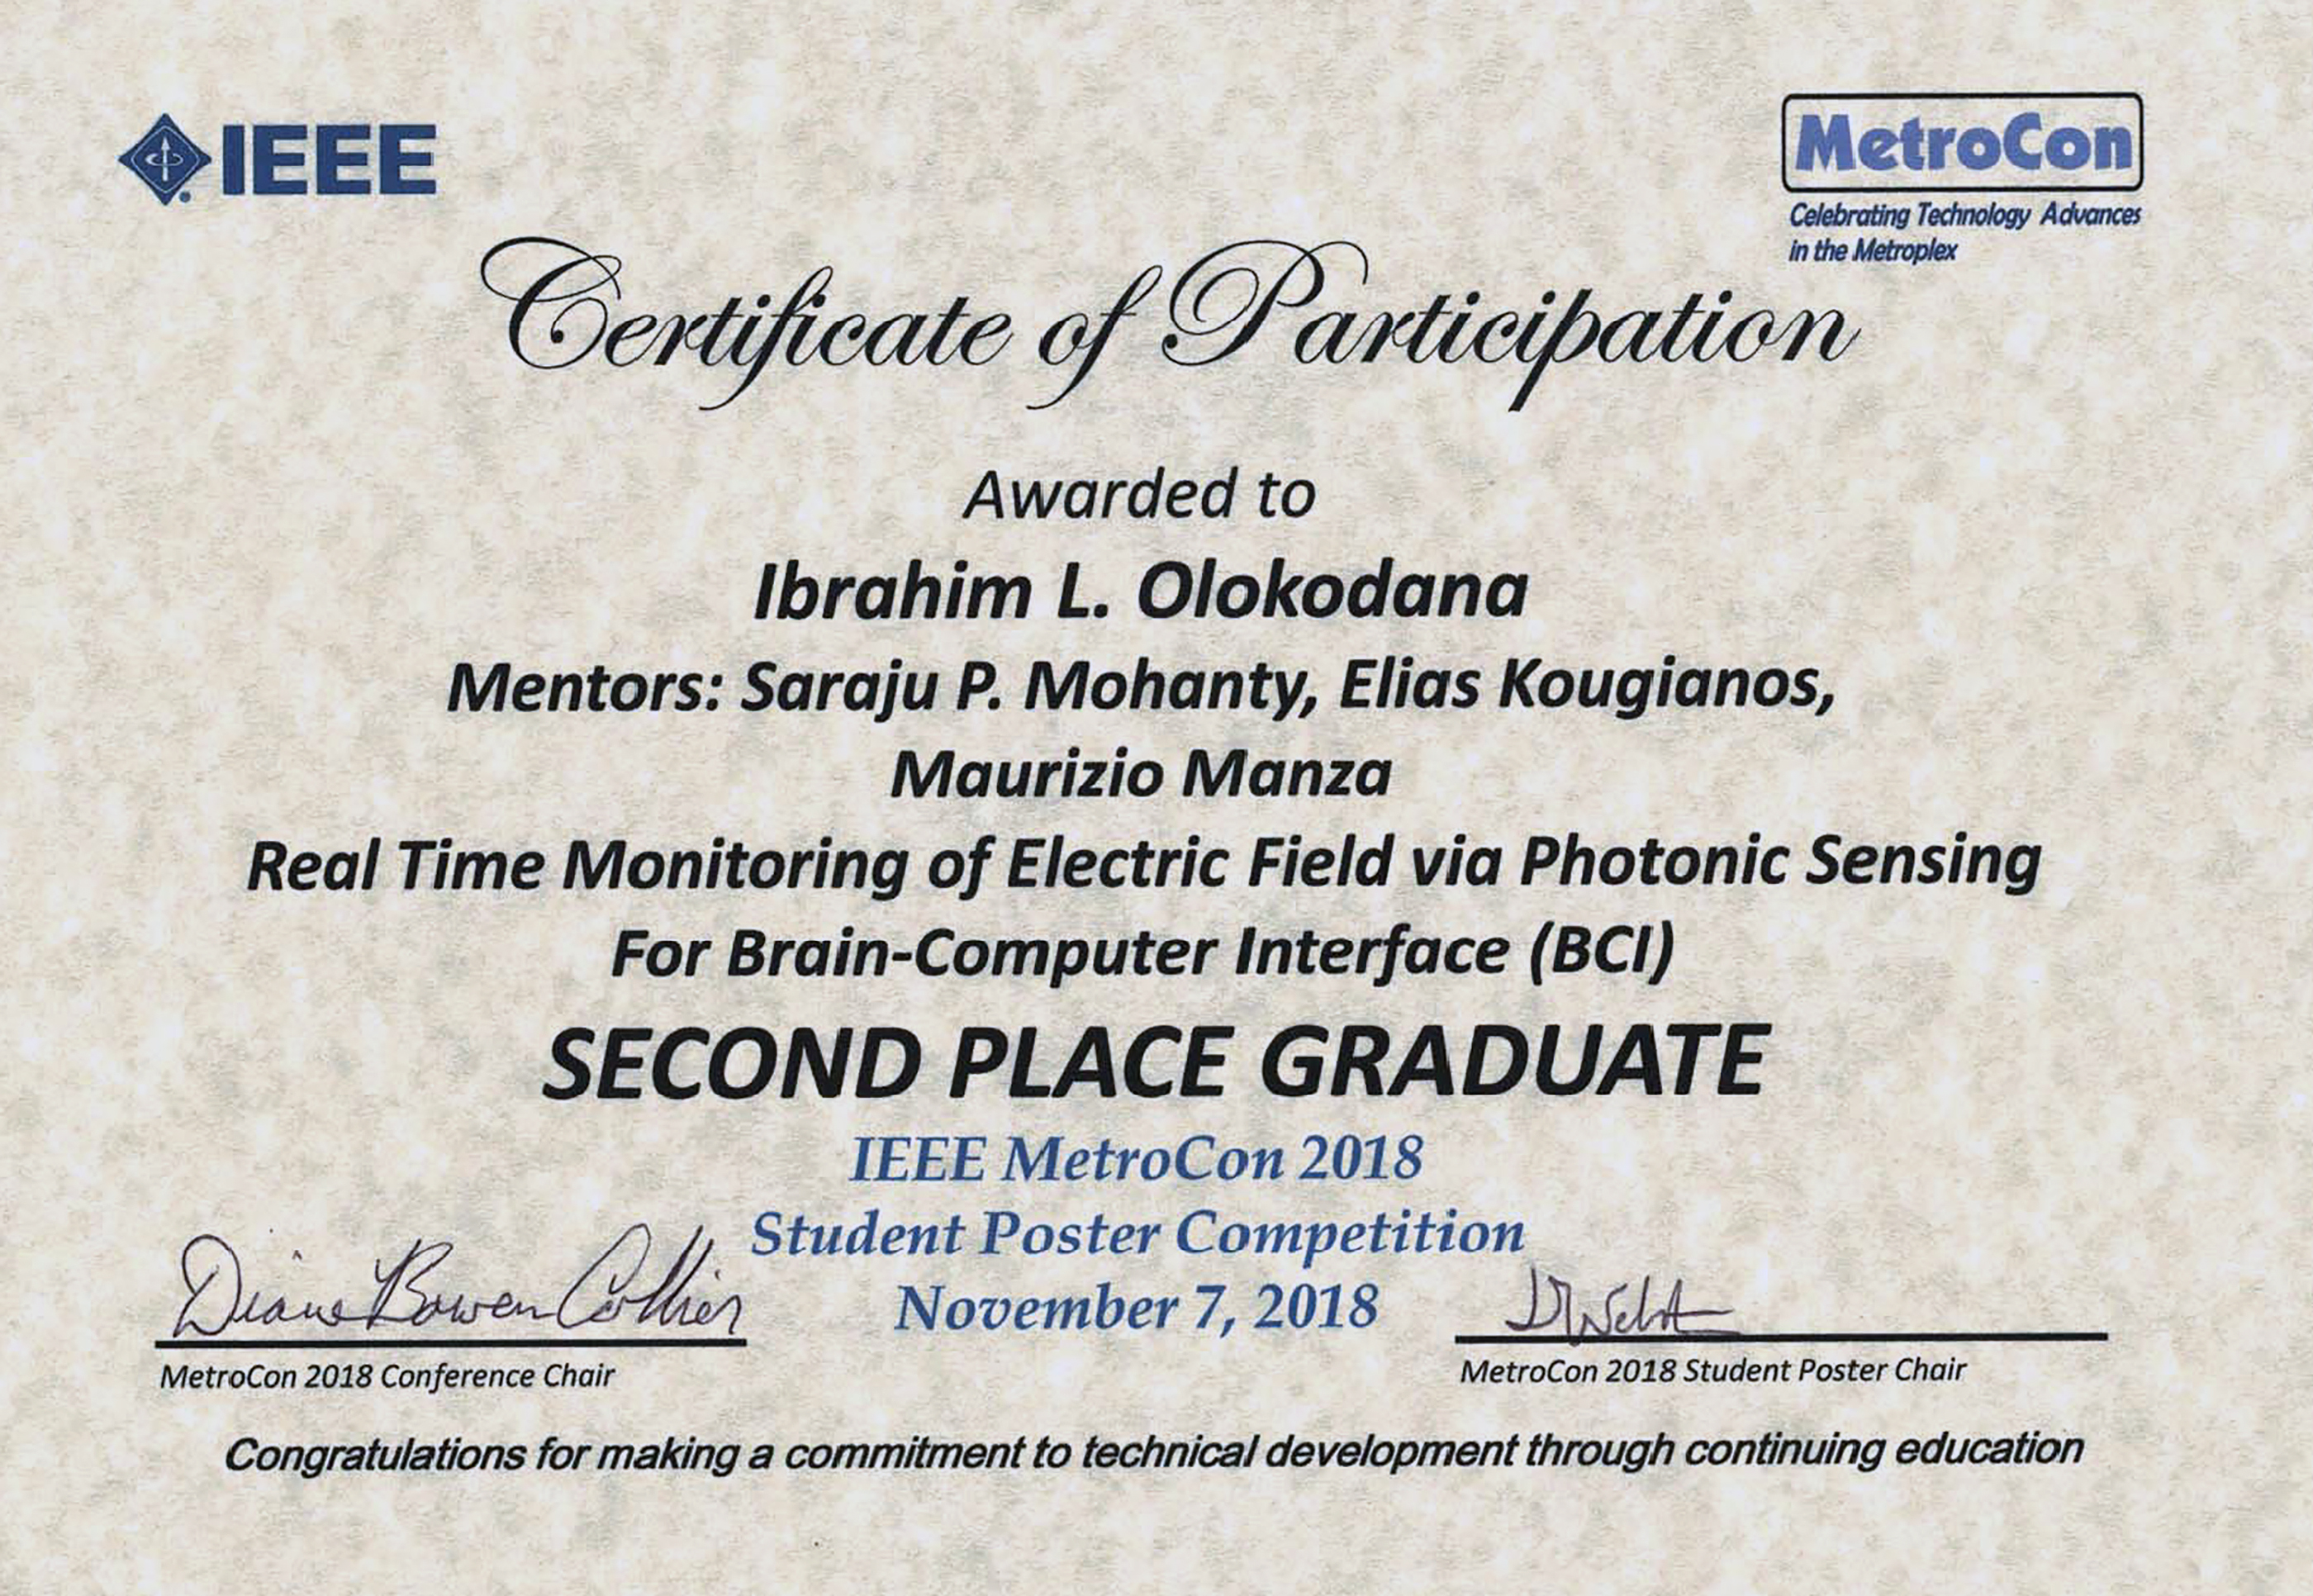 IEEE
MetroCon
Celebrating Technology Advances
in the Metroplex
Certificate of Participation
Awarded to
Ibrahim L. Olokodana
Mentors: Saraju P. Mohanty, Elias Kougianos,
Maurizio Manza
Real Time Monitoring of Electric Field via Photonic Sensing
For Brain-Computer Interface (BCI)
SECOND PLACE GRADUATE
IEEE MetroCon 2018
Student Poster Competition
November 7, 2018
Diane Bowen Collier
MetroCon 2018 Conference Chair
MetroCon 2018 Student Poster Chair
Congratulations for making a commitment to technical development through continuing education